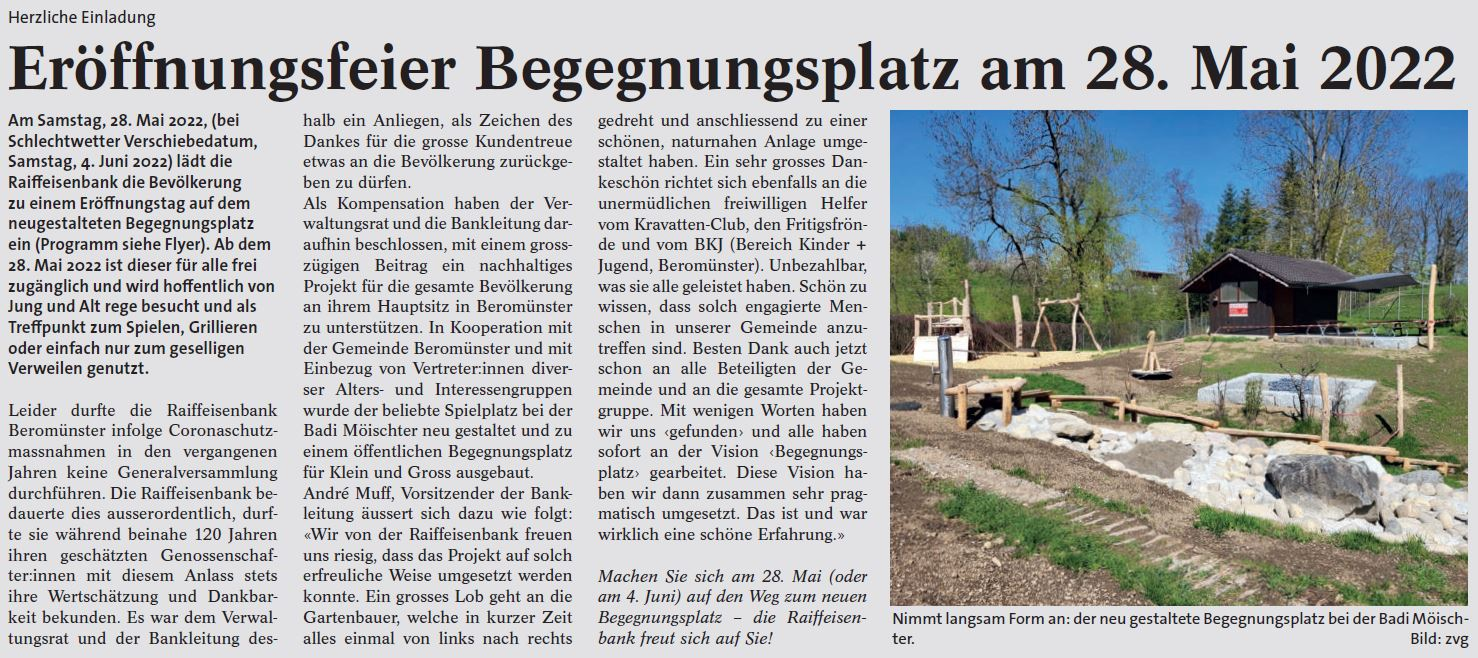 Herzliche Einladung
Eröffnungsfeier Begegnungsplatz am 28. Mai 2022
Am Samstag, 28. Mai 2022, (bei
Schlechtwetter Verschiebedatum,
Samstag, 4. Juni 2022) lädt die
Raiffeisenbank die Bevölkerung
zu einem Eröffnungstag auf dem
neugestalteten Begegnungsplatz
ein (Programm siehe Flyer). Ab dem
28. Mai 2022 ist dieser für alle frei
zugänglich und wird hoffentlich von
Jung und Alt rege besucht und als
Treffpunkt zum Spielen, Grillieren
oder einfach nur zum geselligen
Verweilen genutzt.
Leider durfte die Raiffeisenbank
Beromünster infolge Coronaschutz-
massnahmen in den vergangenen
Jahren keine Generalversammlung
durchführen. Die Raiffeisenbank be-
dauerte dies ausserordentlich, durf-
te sie während beinahe 120 Jahren
ihren geschätzten Genossenschaf-
ter:innen mit diesem Anlass stets
ihre Wertschätzung und Dankbar-
keit bekunden. Es war dem Verwal-
tungsrat und der Bankleitung des-
halb ein Anliegen, als Zeichen des
Dankes für die grosse Kundentreue
etwas an die Bevölkerung zurückge-
ben zu dürfen.
Als Kompensation haben der Ver-
waltungsrat und die Bankleitung dar-
aufhin beschlossen, mit einem gross-
zügigen Beitrag ein nachhaltiges
Projekt für die gesamte Bevölkerung
an ihrem Hauptsitz in Beromünster
zu unterstützen. In Kooperation mit
der Gemeinde Beromünster und mit
Einbezug von Vertreter:innen diver-
ser Alters- und Interessengruppen
wurde der beliebte Spielplatz bei der
Badi Möischter neu gestaltet und zu
einem öffentlichen Begegnungsplatz
für Klein und Gross ausgebaut.
André Muff, Vorsitzender der Bank-
leitung äussert sich dazu wie folgt:
«Wir von der Raiffeisenbank freuen
uns riesig, dass das Projekt auf solch
erfreuliche Weise umgesetzt werden
konnte. Ein grosses Lob geht an die
Gartenbauer, welche in kurzer Zeit
alles einmal von links nach rechts
gedreht und anschliessend zu einer
schönen, naturnahen Anlage umge-
staltet haben. Ein sehr grosses Dan-
keschön richtet sich ebenfalls an die
unermüdlichen freiwilligen Helfer
vom Kravatten-Club, den Fritigsfrön-
de und vom BKJ (Bereich Kinder +
Jugend, Beromünster). Unbezahlbar,
was sie alle geleistet haben. Schön zu
wissen, dass solch engagierte Men-
schen in unserer Gemeinde anzu-
treffen sind. Besten Dank auch jetzt
schon an alle Beteiligten der Ge-
meinde und an die gesamte Projekt-
gruppe. Mit wenigen Worten haben
wir uns ‹gefunden› und alle haben
sofort an der Vision ‹Begegnungs-
platz› gearbeitet. Diese Vision ha-
ben wir dann zusammen sehr prag-
matisch umgesetzt. Das ist und war
wirklich eine schöne Erfahrung.»
Machen Sie sich am 28. Mai (oder
am 4. Juni) auf den Weg zum neuen
Begegnungsplatz – die Raiffeisen-
bank freut sich auf Sie!
Nimmt langsam Form an: der neu gestaltete Begegnungsplatz bei der Badi Möisch-
ter. Bild: zvg